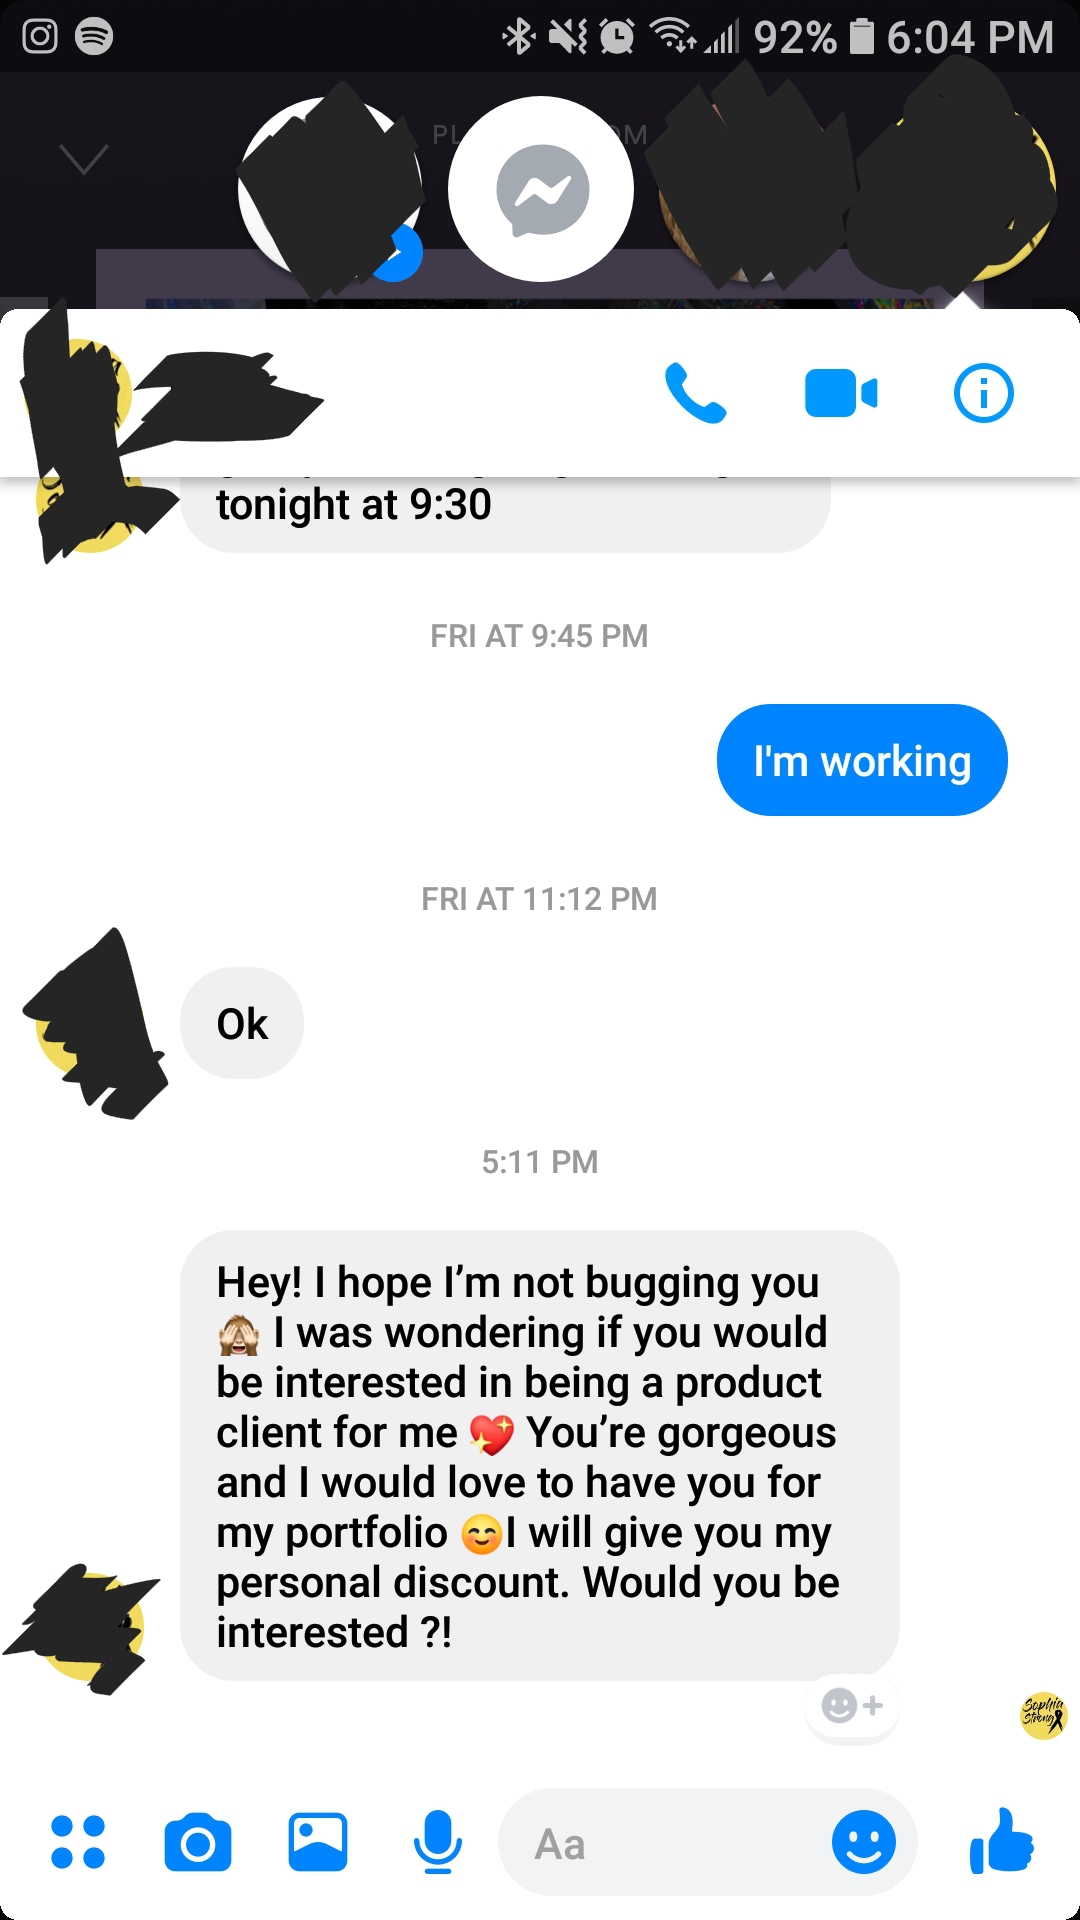 92% 6:04 PM
PL OM
tonight at 9:30
FRI AT 9:45 PM
I'm working
FRI AT 11:12 PM
Ok
5:11 PM
Hey! I hope I’m not bugging you
🙈 I was wondering if you would
be interested in being a product
client for me 💖 You’re gorgeous
and I would love to have you for
my portfolio 😊I will give you my
personal discount. Would you be
interested ?!
Sophia
Strong
Aa